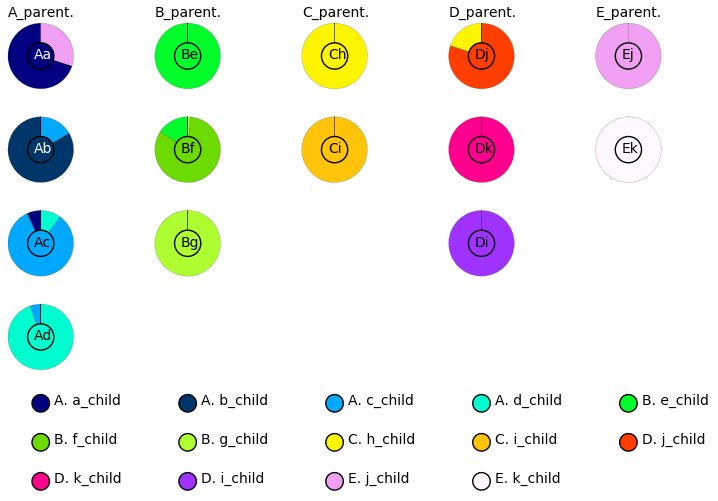 A_parent. B_parent. C_parent. D_parent. E_parent.
Aa Be Ch Dj Ej
Ab Bf Ci Dk Ek
Ac Bg Di
Ad
A. a_child A. b_child A. c_child A. d_child B. e_child
B. f_child B. g_child C. h_child C. i_child D. j_child
D. k_child D. i_child E. j_child E. k_child